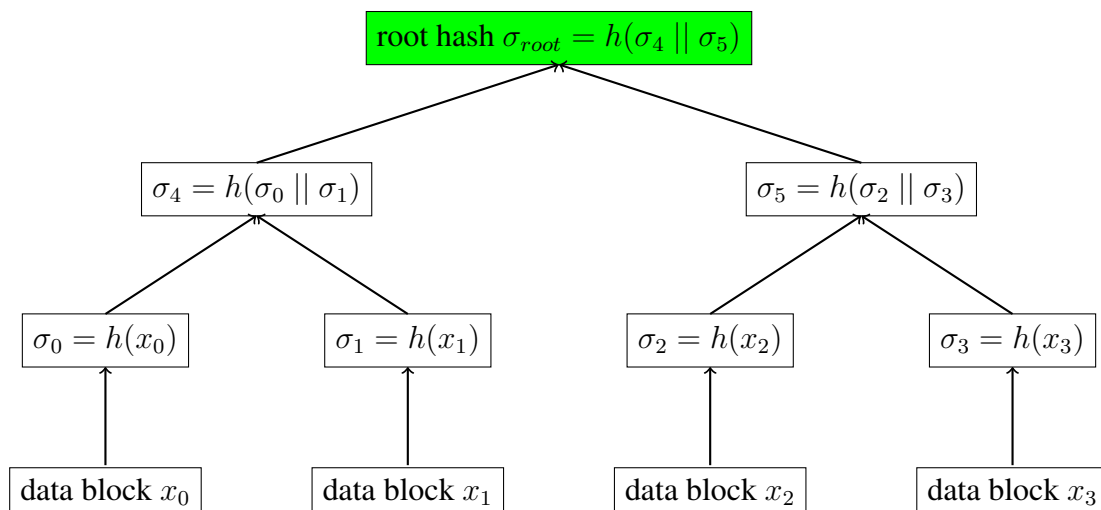 root hash σ_root = h(σ_4 || σ_5)
σ_4 = h(σ_0 || σ_1)
σ_5 = h(σ_2 || σ_3)
σ_0 = h(x_0)
σ_1 = h(x_1)
σ_2 = h(x_2)
σ_3 = h(x_3)
data block x_0
data block x_1
data block x_2
data block x_3